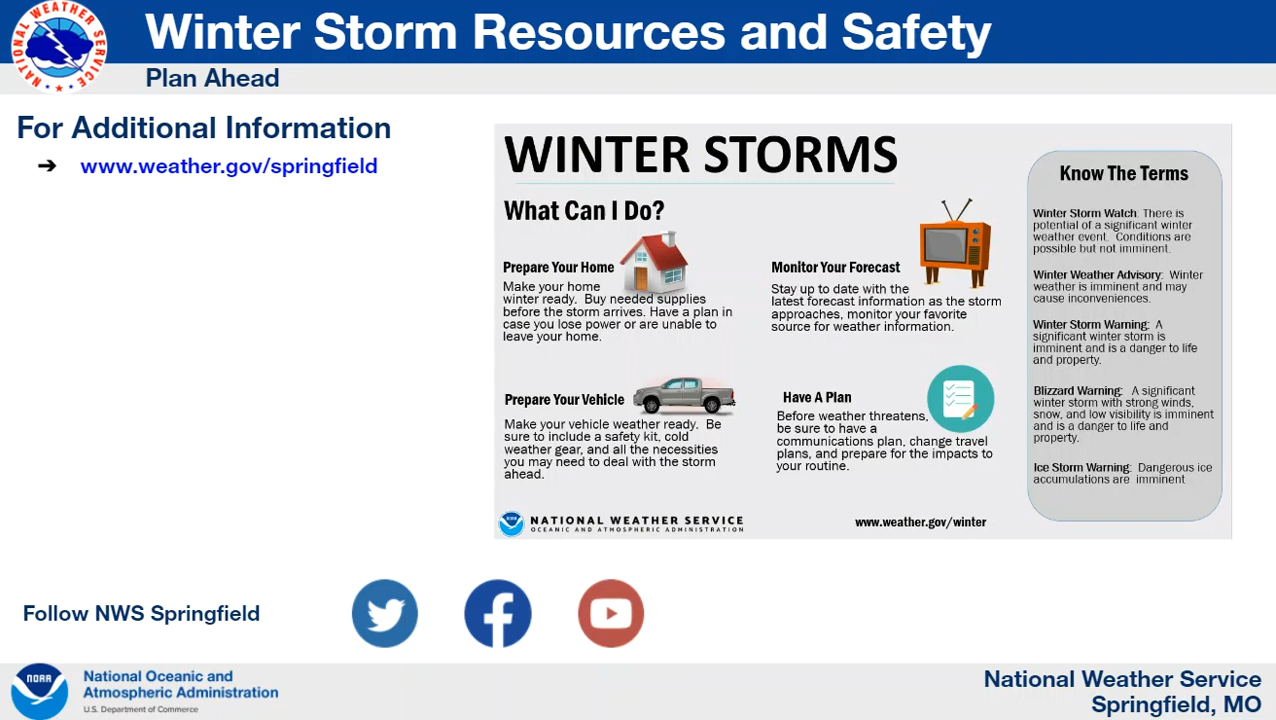 NATIONAL WEATHER SERVICE
Winter Storm Resources and Safety
Plan Ahead
For Additional Information
➔ www.weather.gov/springfield
WINTER STORMS
What Can I Do?
Prepare Your Home
Make your home
winter ready. Buy needed supplies
before the storm arrives. Have a plan in
case you lose power or are unable to
leave your home.
Monitor Your Forecast
Stay up to date with the
latest forecast information as the storm
approaches, monitor your favorite
source for weather information.
Prepare Your Vehicle
Make your vehicle weather ready. Be
sure to include a safety kit, cold
weather gear, and all the necessities
you may need to deal with the storm
ahead.
Have A Plan
Before weather threatens,
be sure to have a
communications plan, change travel
plans, and prepare for the impacts to
your routine.
Know The Terms
Winter Storm Watch: There is
potential of a significant winter
weather event. Conditions are
possible but not imminent.
Winter Weather Advisory: Winter
weather is imminent and may
cause inconveniences.
Winter Storm Warning: A
significant winter storm is
imminent and is a danger to life
and property.
Blizzard Warning: A significant
winter storm with strong winds,
snow, and low visibility is imminent
and is a danger to life and
property.
Ice Storm Warning: Dangerous ice
accumulations are imminent
NOAA
NATIONAL WEATHER SERVICE
OCEANIC AND ATMOSPHERIC ADMINISTRATION
www.weather.gov/winter
Follow NWS Springfield
NOAA
National Oceanic and
Atmospheric Administration
U.S. Department of Commerce
National Weather Service
Springfield, MO